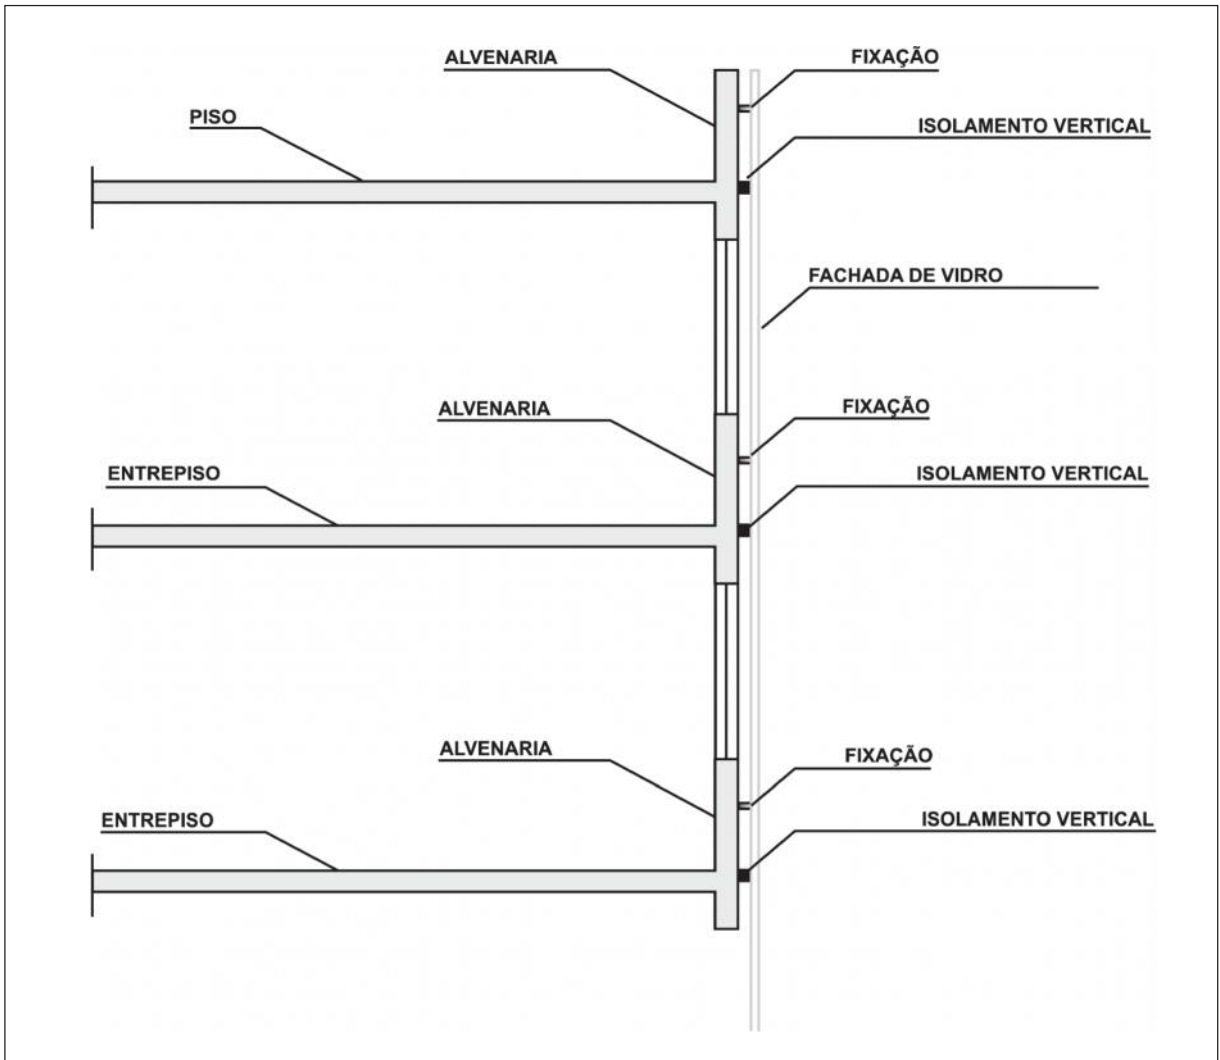 ALVENARIA
FIXAÇÃO
PISO
ISOLAMENTO VERTICAL
FACHADA DE VIDRO
ALVENARIA
FIXAÇÃO
ENTREPISO
ISOLAMENTO VERTICAL
ALVENARIA
FIXAÇÃO
ENTREPISO
ISOLAMENTO VERTICAL